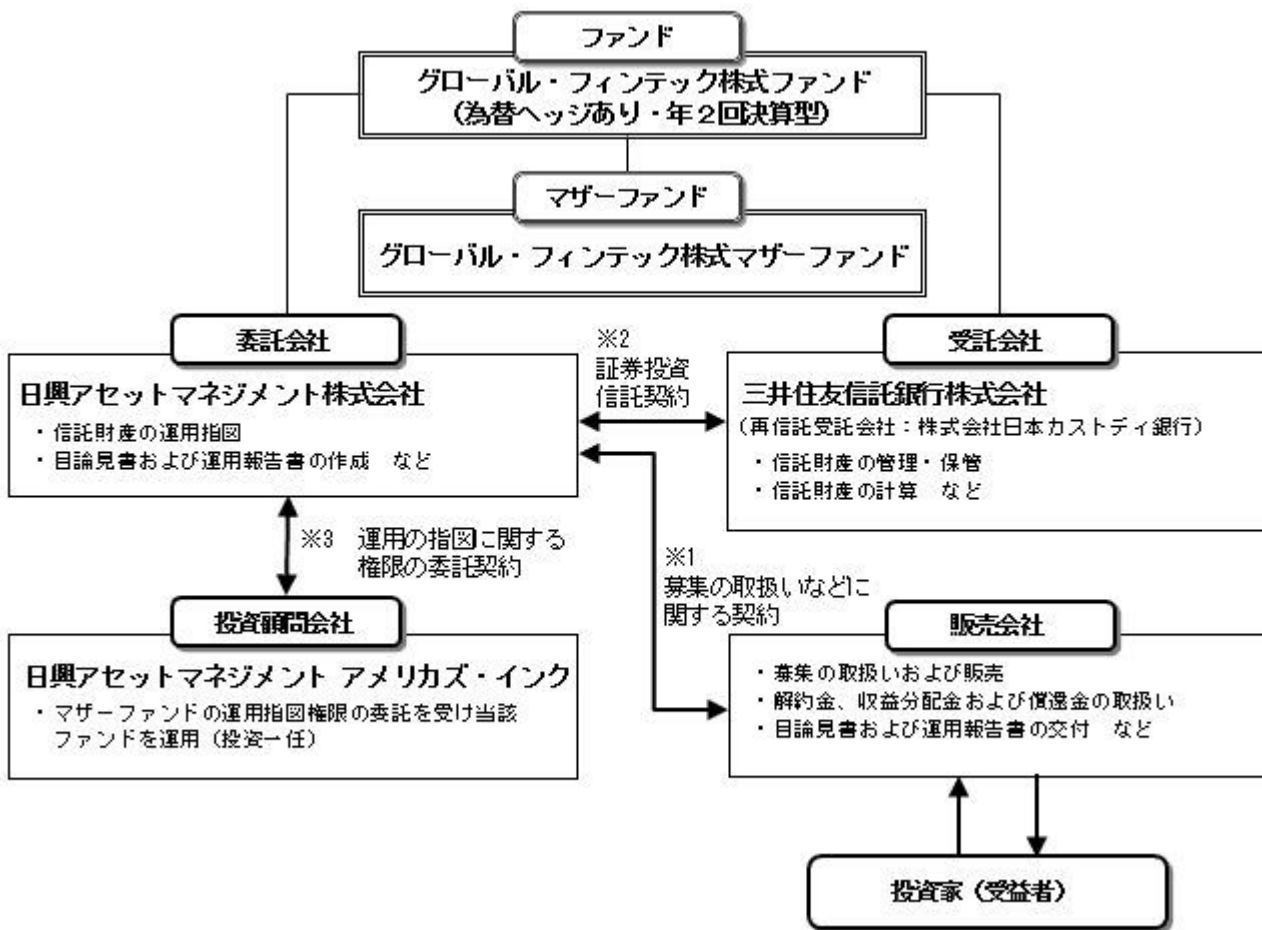 ファンド
グローバル・フィンテック株式ファンド
(為替ヘッジあり・年２回決算型)
マザーファンド
グローバル・フィンテック株式マザーファンド
委託会社
日興アセットマネジメント株式会社
・信託財産の運用指図
・目論見書および運用報告書の作成　など
※2
証券投資
信託契約
受託会社
三井住友信託銀行株式会社
(再信託受託会社：株式会社日本カストディ銀行)
・信託財産の管理・保管
・信託財産の計算　など
※3　運用の指図に関する
権限の委託契約
※1
募集の取扱いなどに
関する契約
投資顧問会社
日興アセットマネジメント アメリカズ・インク
・マザーファンドの運用指図権限の委託を受け当該
ファンドを運用（投資一任）
販売会社
・募集の取扱いおよび販売
・解約金、収益分配金および償還金の取扱い
・目論見書および運用報告書の交付　など
投資家（受益者）